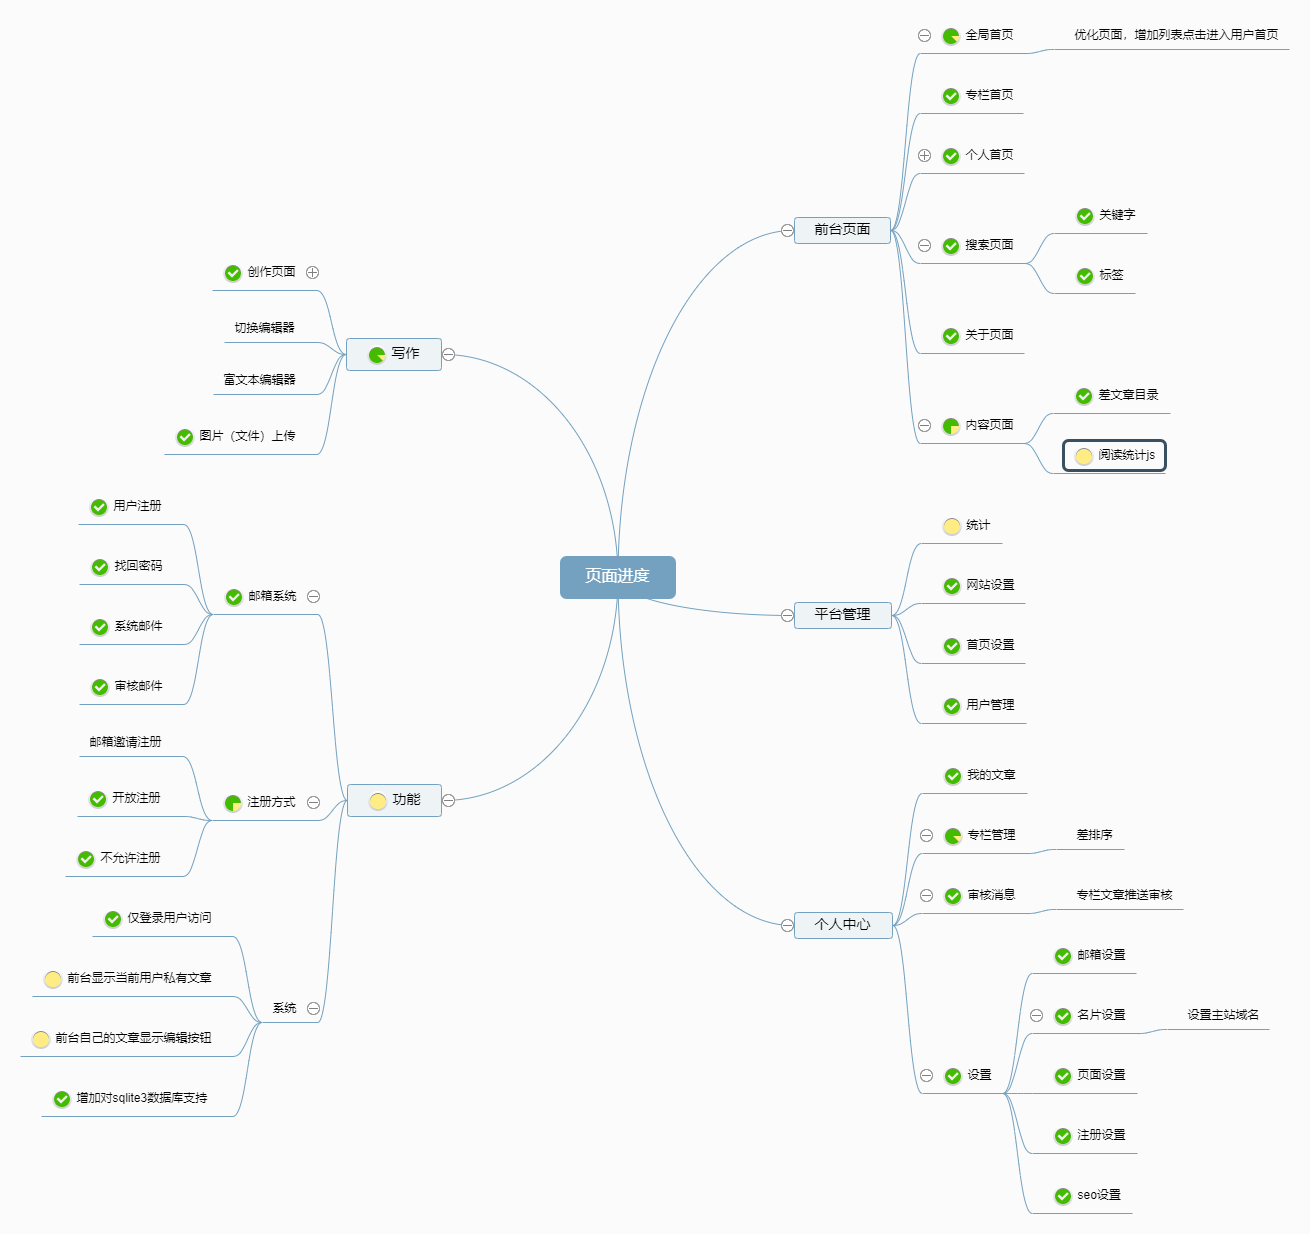 页面进度
前台页面
全局首页
优化页面，增加列表点击进入用户首页
专栏首页
个人首页
搜索页面
关键字
标签
关于页面
内容页面
差文章目录
阅读统计js
平台管理
统计
网站设置
首页设置
用户管理
个人中心
我的文章
专栏管理
差排序
审核消息
专栏文章推送审核
设置
邮箱设置
名片设置
设置主站域名
页面设置
注册设置
seo设置
写作
创作页面
切换编辑器
富文本编辑器
图片（文件）上传
功能
邮箱系统
用户注册
找回密码
系统邮件
审核邮件
注册方式
邮箱邀请注册
开放注册
不允许注册
系统
仅登录用户访问
前台显示当前用户私有文章
前台自己的文章显示编辑按钮
增加对sqlite3数据库支持